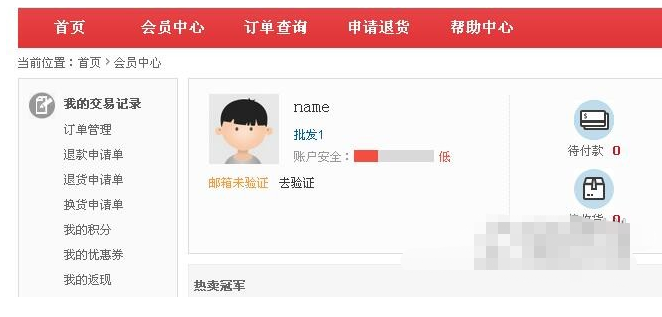 首页 会员中心 订单查询 申请退货 帮助中心
当前位置：首页 > 会员中心
我的交易记录
订单管理
退款申请单
退货申请单
换货申请单
我的积分
我的优惠券
我的返现
name
批发1
账户安全： 低
邮箱未验证 去验证
待付款 0
待收货 0
热卖冠军